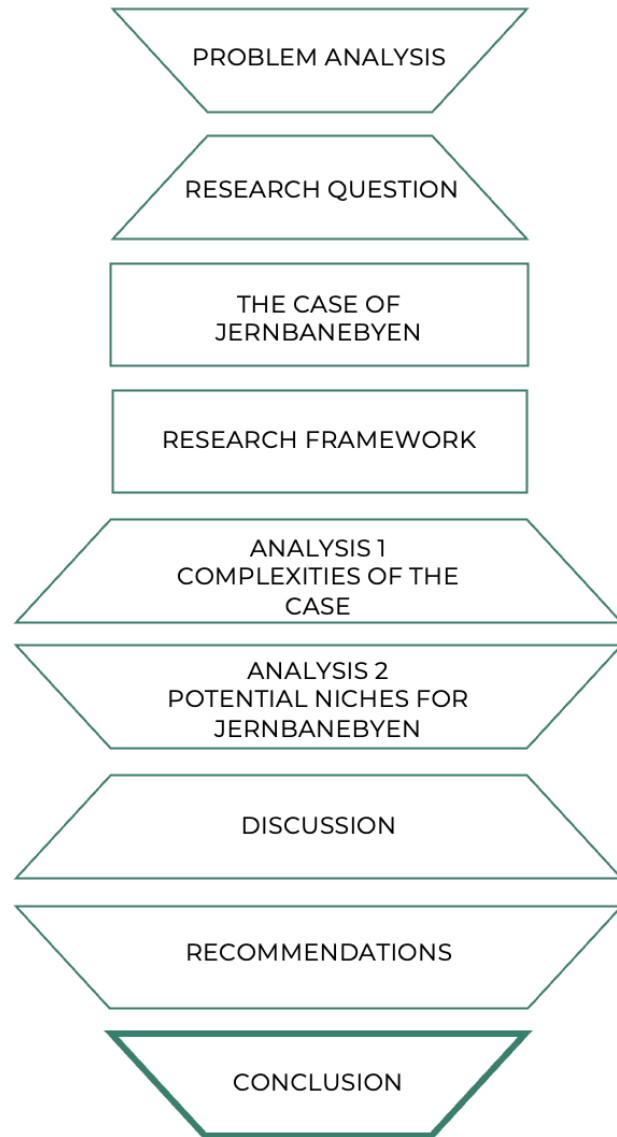 PROBLEM ANALYSIS
RESEARCH QUESTION
THE CASE OF
JERNBANEBYEN
RESEARCH FRAMEWORK
ANALYSIS 1
COMPLEXITIES OF THE
CASE
ANALYSIS 2
POTENTIAL NICHES FOR
JERNBANEBYEN
DISCUSSION
RECOMMENDATIONS
CONCLUSION